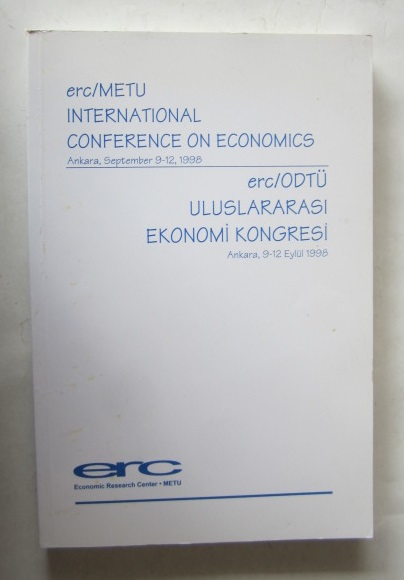 erc/METU
INTERNATIONAL
CONFERENCE ON ECONOMICS
Ankara, September 9-12, 1998
erc/ODTÜ
ULUSLARARASI
EKONOMİ KONGRESİ
Ankara, 9-12 Eylül 1998
erc
Economic Research Center • METU